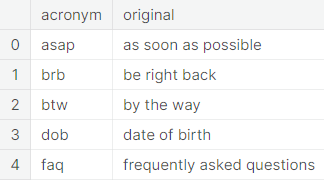 acronym original
0 asap as soon as possible
1 brb be right back
2 btw by the way
3 dob date of birth
4 faq frequently asked questions